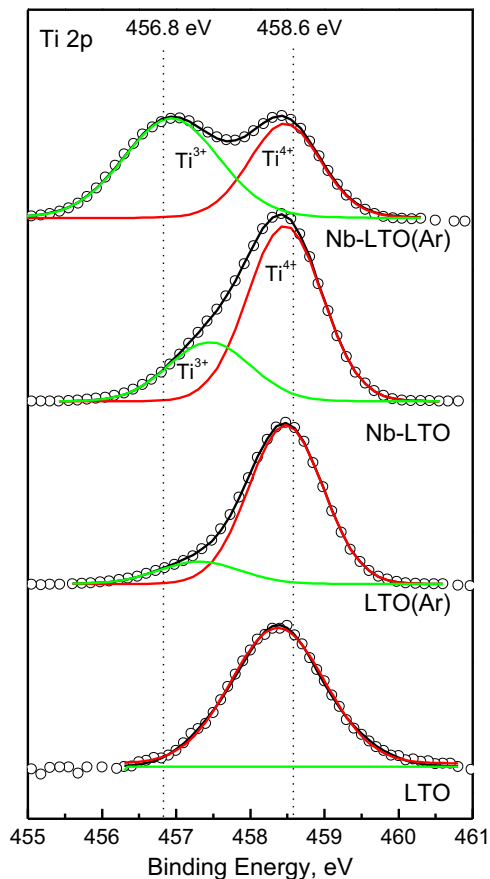 456.8 eV 458.6 eV
Ti 2p
Ti³⁺ Ti⁴⁺
Nb-LTO(Ar)
Ti⁴⁺
Ti³⁺
Nb-LTO
LTO(Ar)
LTO
455 456 457 458 459 460 461
Binding Energy, eV